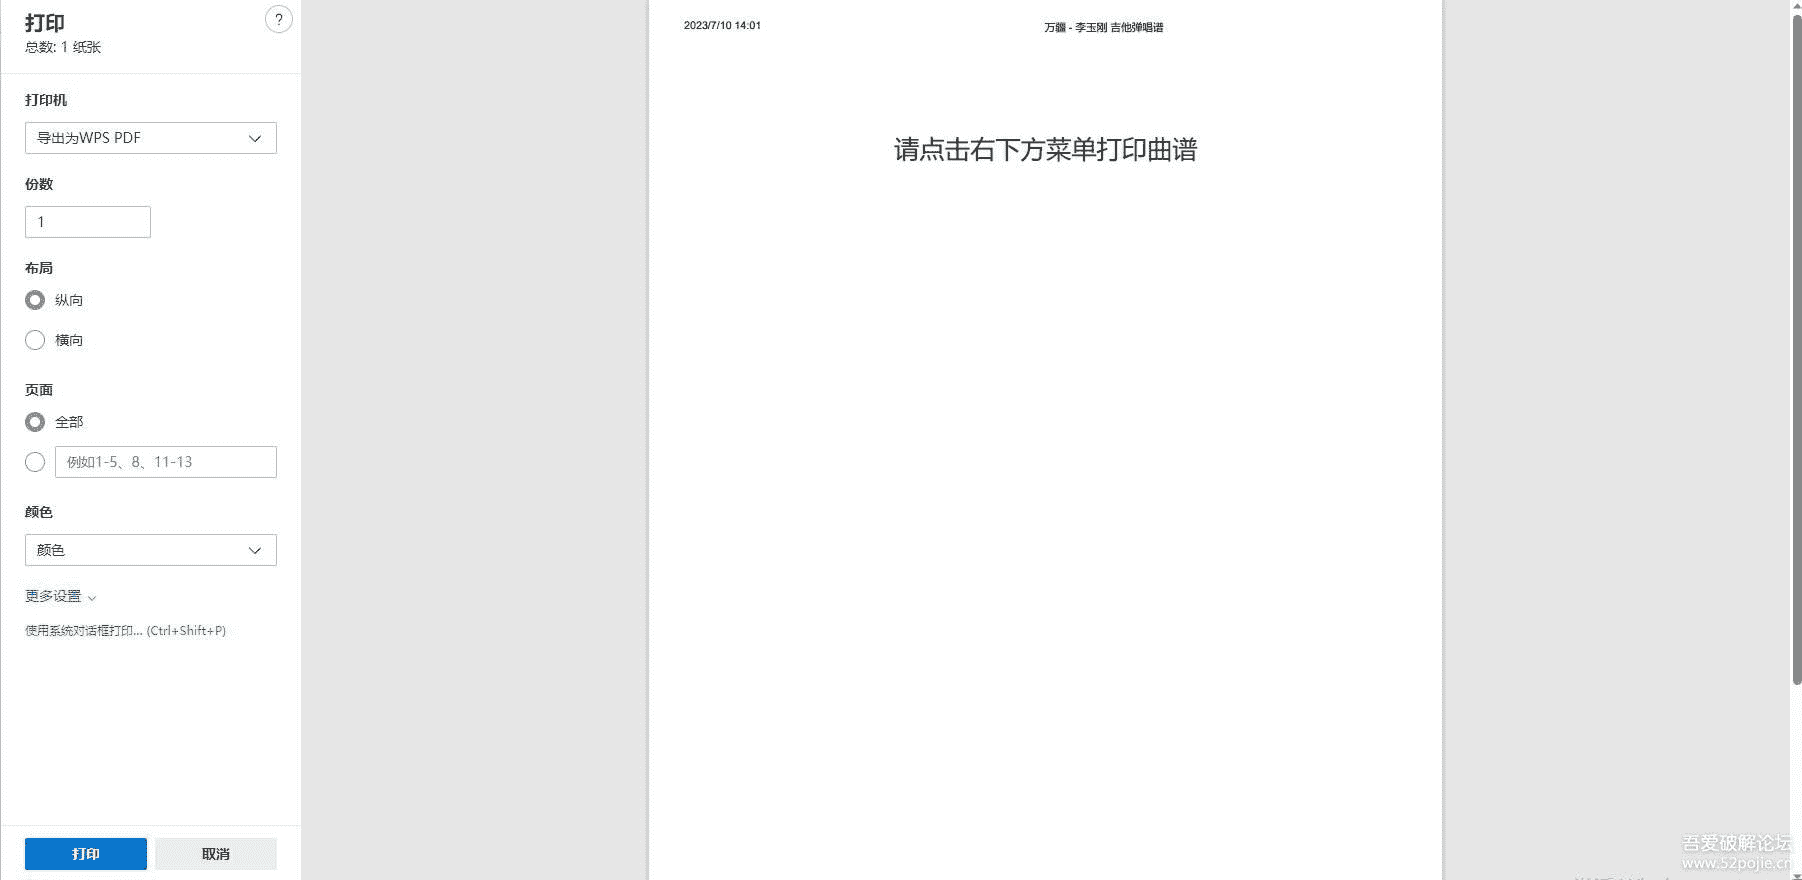 打印
?
总数: 1 纸张
打印机
导出为WPS PDF
份数
1
布局
纵向
横向
页面
全部
例如1-5、8、11-13
颜色
颜色
更多设置
使用系统对话框打印... (Ctrl+Shift+P)
打印
取消
2023/7/10 14:01
万疆 - 李玉刚 吉他弹唱谱
请点击右下方菜单打印曲谱
吾爱破解论坛
www.52pojie.cn